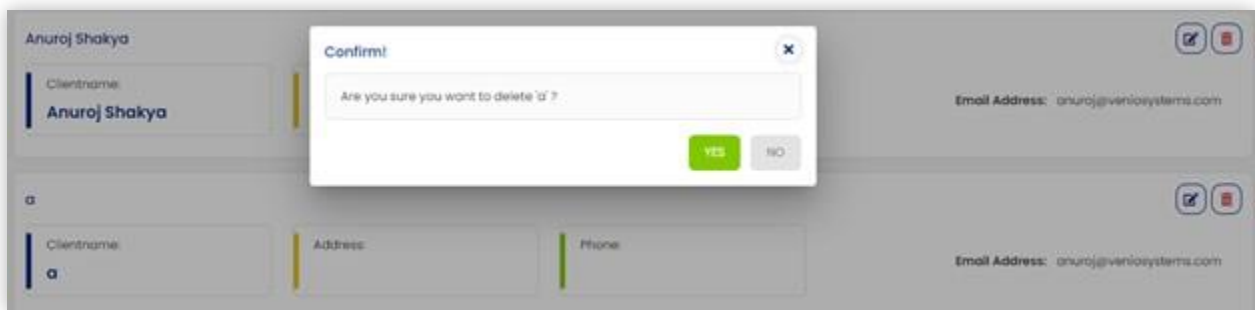 Anuroj Shakya
Confirm!
Clientname:
Anuroj Shakya
Are you sure you want to delete 'a' ?
Email Address: anuroj@veniosystems.com
YES
NO
a
Clientname:
a
Address:
Phone:
Email Address: anuroj@veniosystems.com